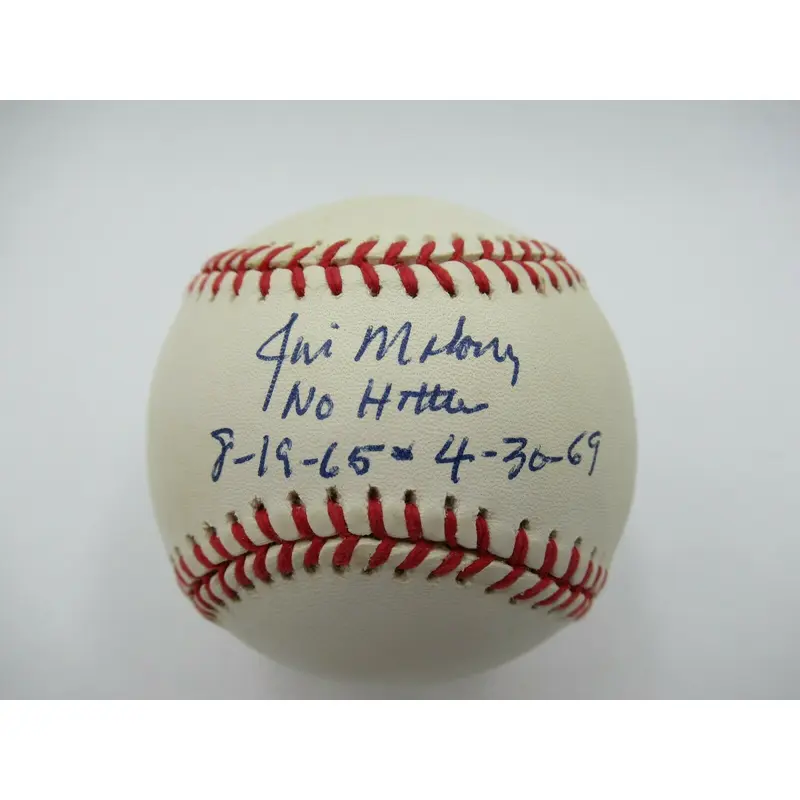 Jim Maloney
No Hitter
8-19-65 - 4-30-69